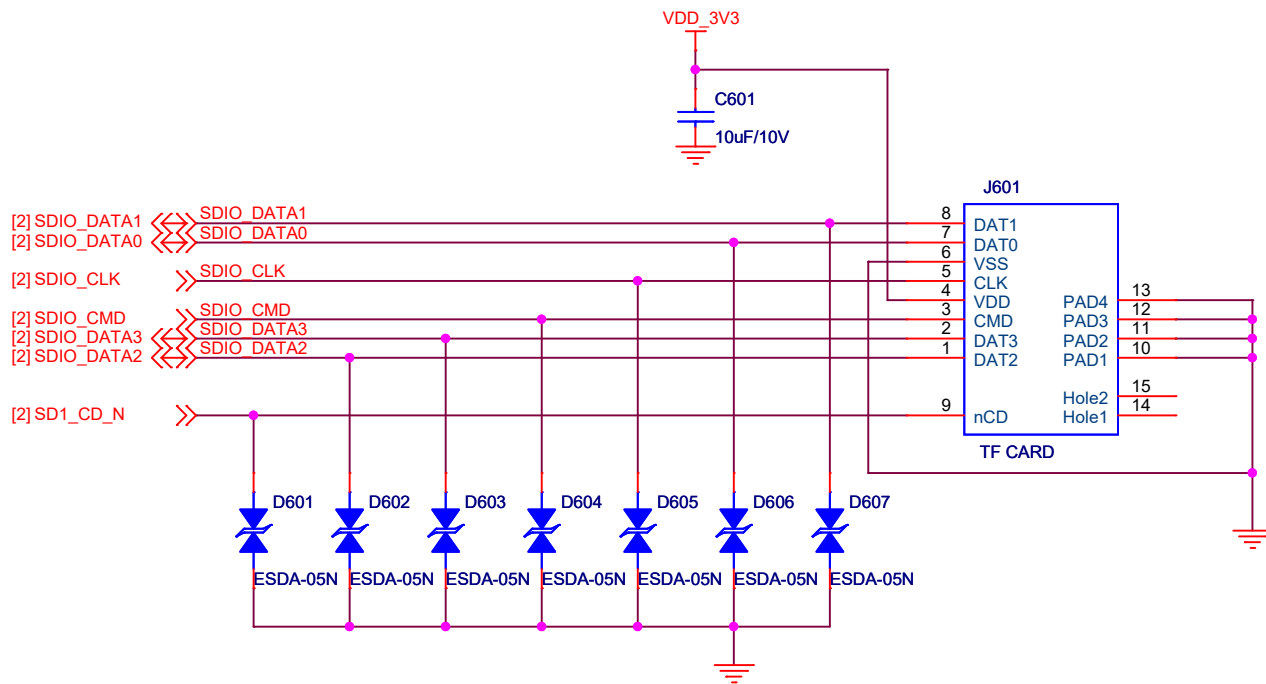 VDD_3V3
C601
10uF/10V
J601
[2] SDIO_DATA1 SDIO_DATA1 8 DAT1
[2] SDIO_DATA0 SDIO_DATA0 7 DAT0
6 VSS
[2] SDIO_CLK SDIO_CLK 5 CLK
4 VDD PAD4 13
[2] SDIO_CMD SDIO_CMD 3 CMD PAD3 12
[2] SDIO_DATA3 SDIO_DATA3 2 DAT3 PAD2 11
[2] SDIO_DATA2 SDIO_DATA2 1 DAT2 PAD1 10
Hole2 15
[2] SD1_CD_N 9 nCD Hole1 14
TF CARD
D601 D602 D603 D604 D605 D606 D607
ESDA-05N ESDA-05N ESDA-05N ESDA-05N ESDA-05N ESDA-05N ESDA-05N